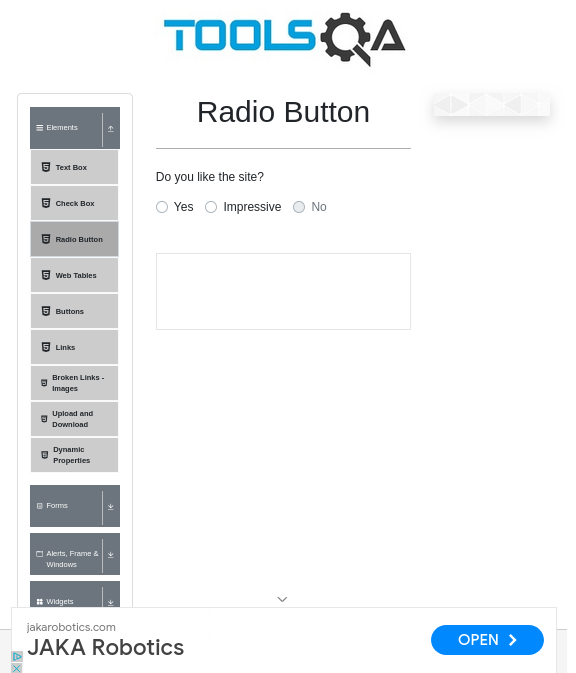 TOOLSQA
Elements
Text Box
Check Box
Radio Button
Web Tables
Buttons
Links
Broken Links -
Images
Upload and
Download
Dynamic
Properties
Forms
Alerts, Frame &
Windows
Widgets
Radio Button
Do you like the site?
Yes Impressive No
jakarobotics.com
JAKA Robotics
OPEN